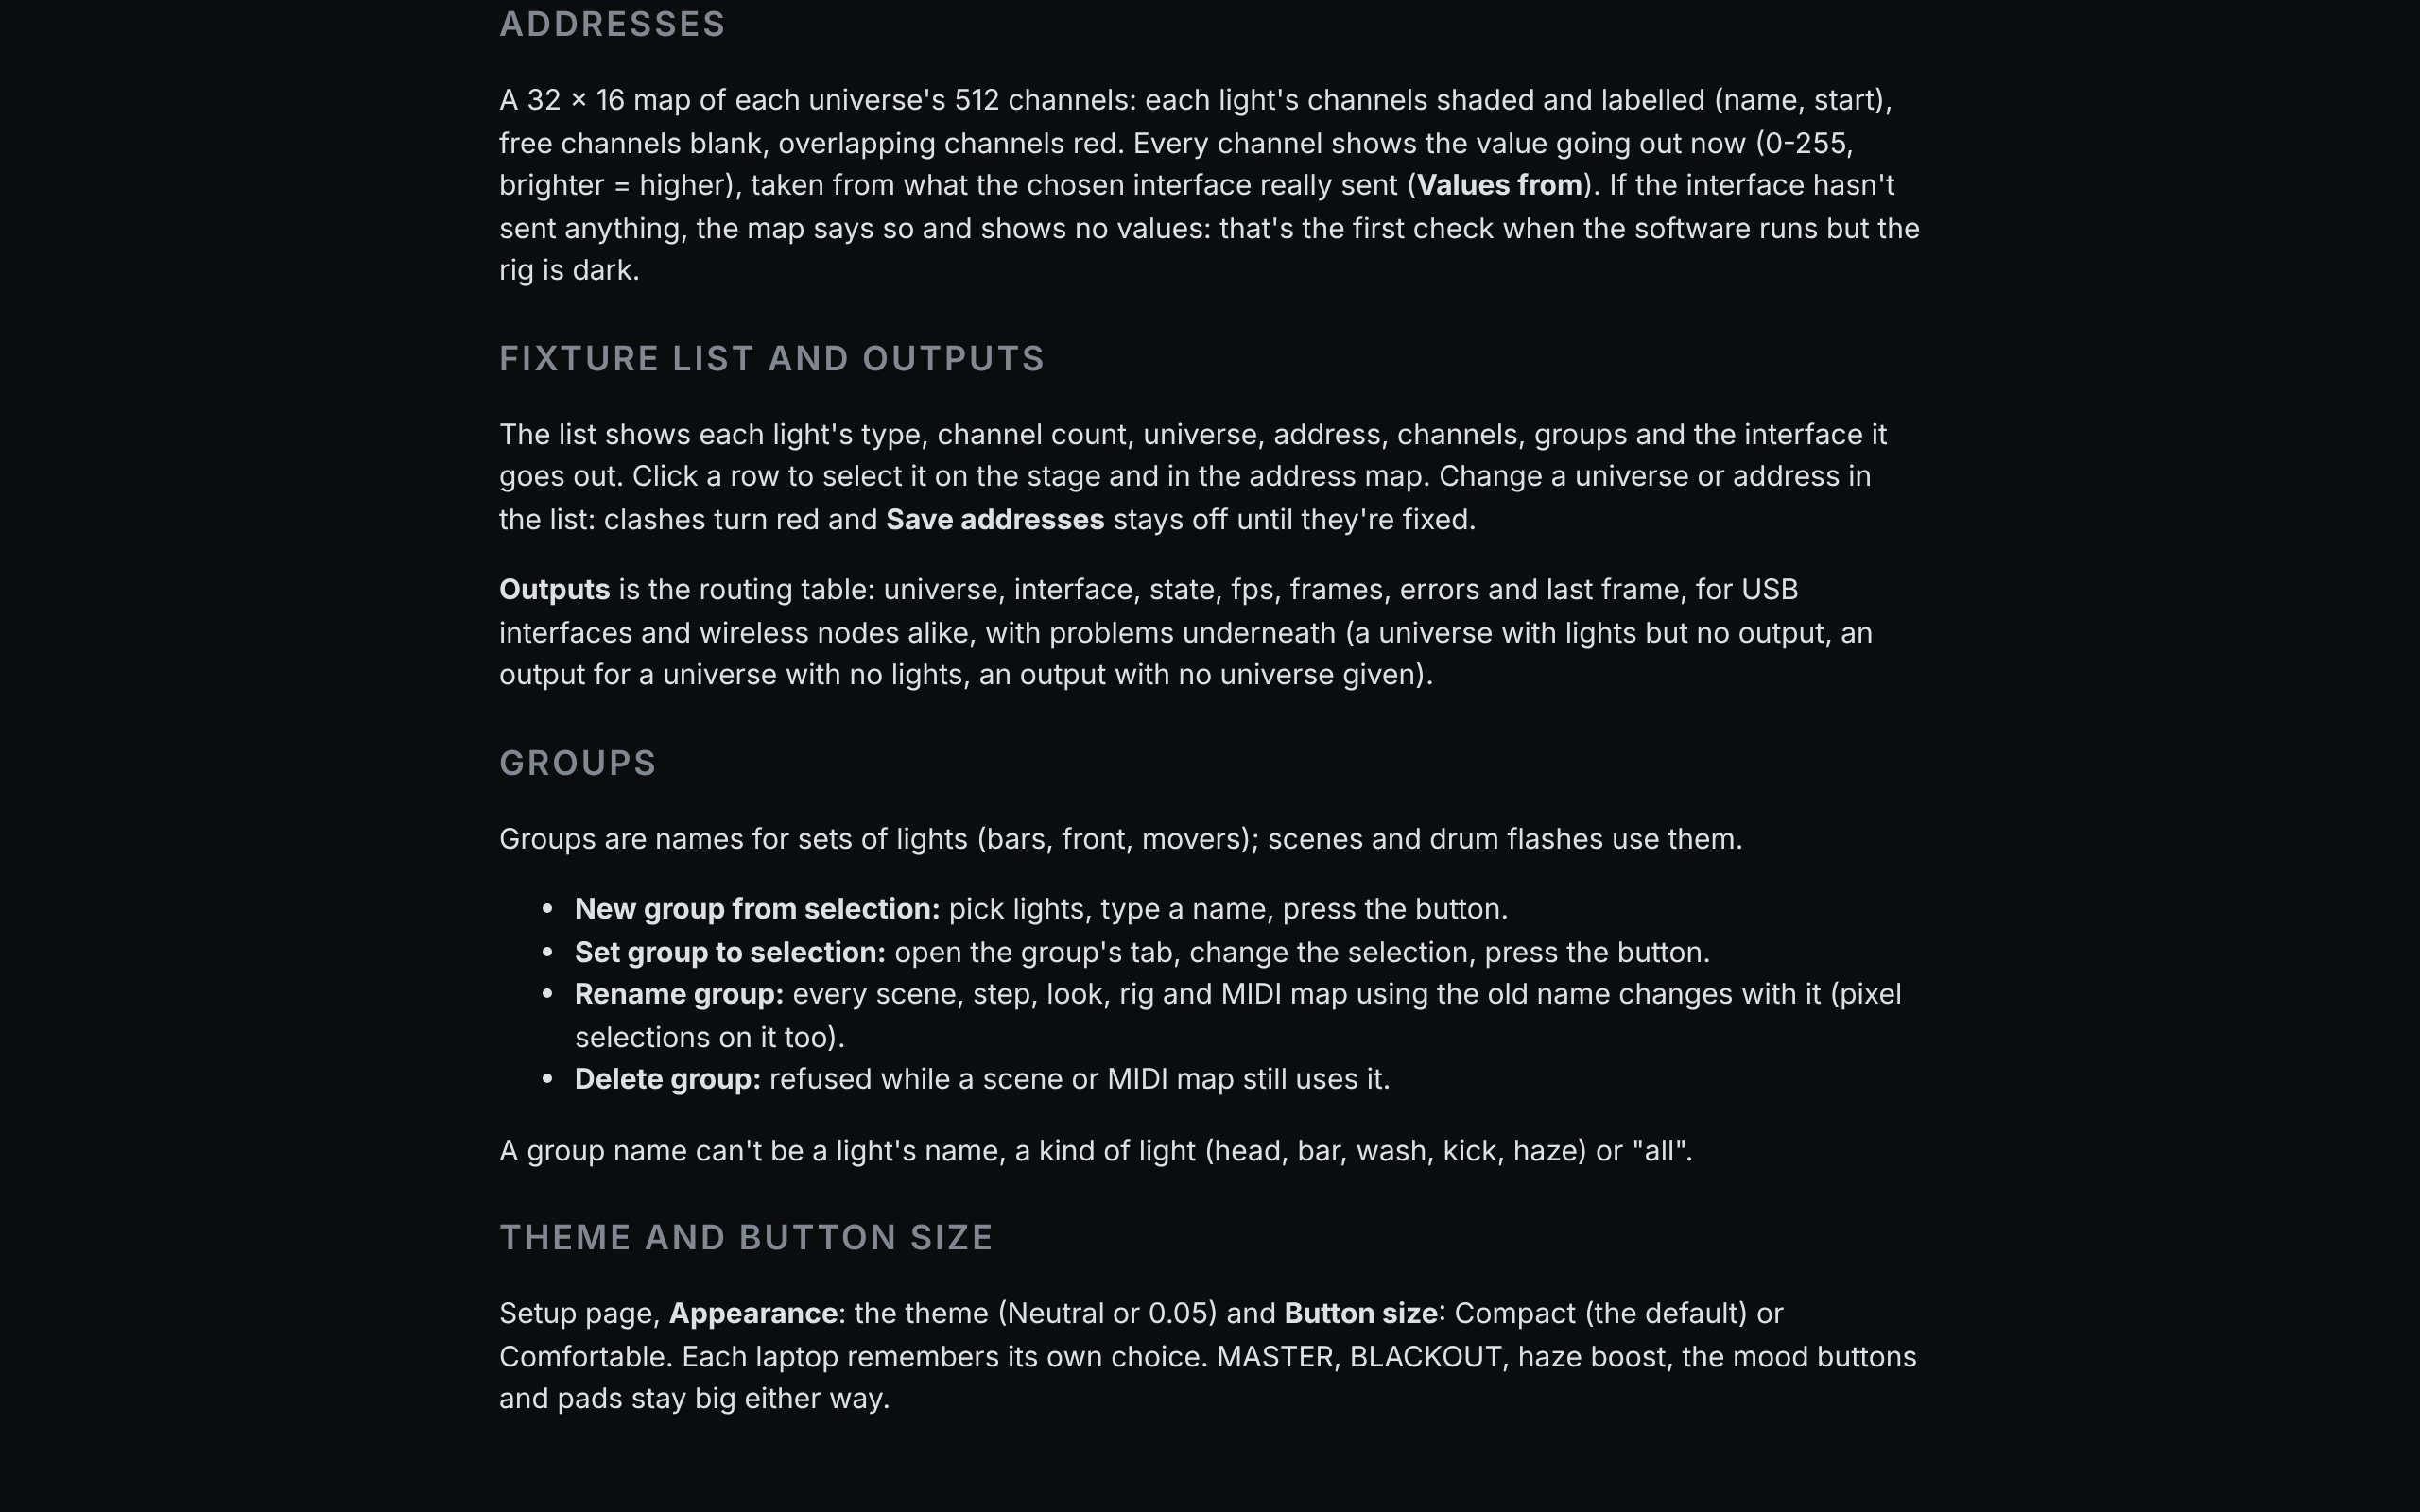 ADDRESSES
A 32 × 16 map of each universe's 512 channels: each light's channels shaded and labelled (name, start),
free channels blank, overlapping channels red. Every channel shows the value going out now (0-255,
brighter = higher), taken from what the chosen interface really sent (Values from). If the interface hasn't
sent anything, the map says so and shows no values: that's the first check when the software runs but the
rig is dark.
FIXTURE LIST AND OUTPUTS
The list shows each light's type, channel count, universe, address, channels, groups and the interface it
goes out. Click a row to select it on the stage and in the address map. Change a universe or address in
the list: clashes turn red and Save addresses stays off until they're fixed.
Outputs is the routing table: universe, interface, state, fps, frames, errors and last frame, for USB
interfaces and wireless nodes alike, with problems underneath (a universe with lights but no output, an
output for a universe with no lights, an output with no universe given).
GROUPS
Groups are names for sets of lights (bars, front, movers); scenes and drum flashes use them.
• New group from selection: pick lights, type a name, press the button.
• Set group to selection: open the group's tab, change the selection, press the button.
• Rename group: every scene, step, look, rig and MIDI map using the old name changes with it (pixel
selections on it too).
• Delete group: refused while a scene or MIDI map still uses it.
A group name can't be a light's name, a kind of light (head, bar, wash, kick, haze) or "all".
THEME AND BUTTON SIZE
Setup page, Appearance: the theme (Neutral or 0.05) and Button size: Compact (the default) or
Comfortable. Each laptop remembers its own choice. MASTER, BLACKOUT, haze boost, the mood buttons
and pads stay big either way.